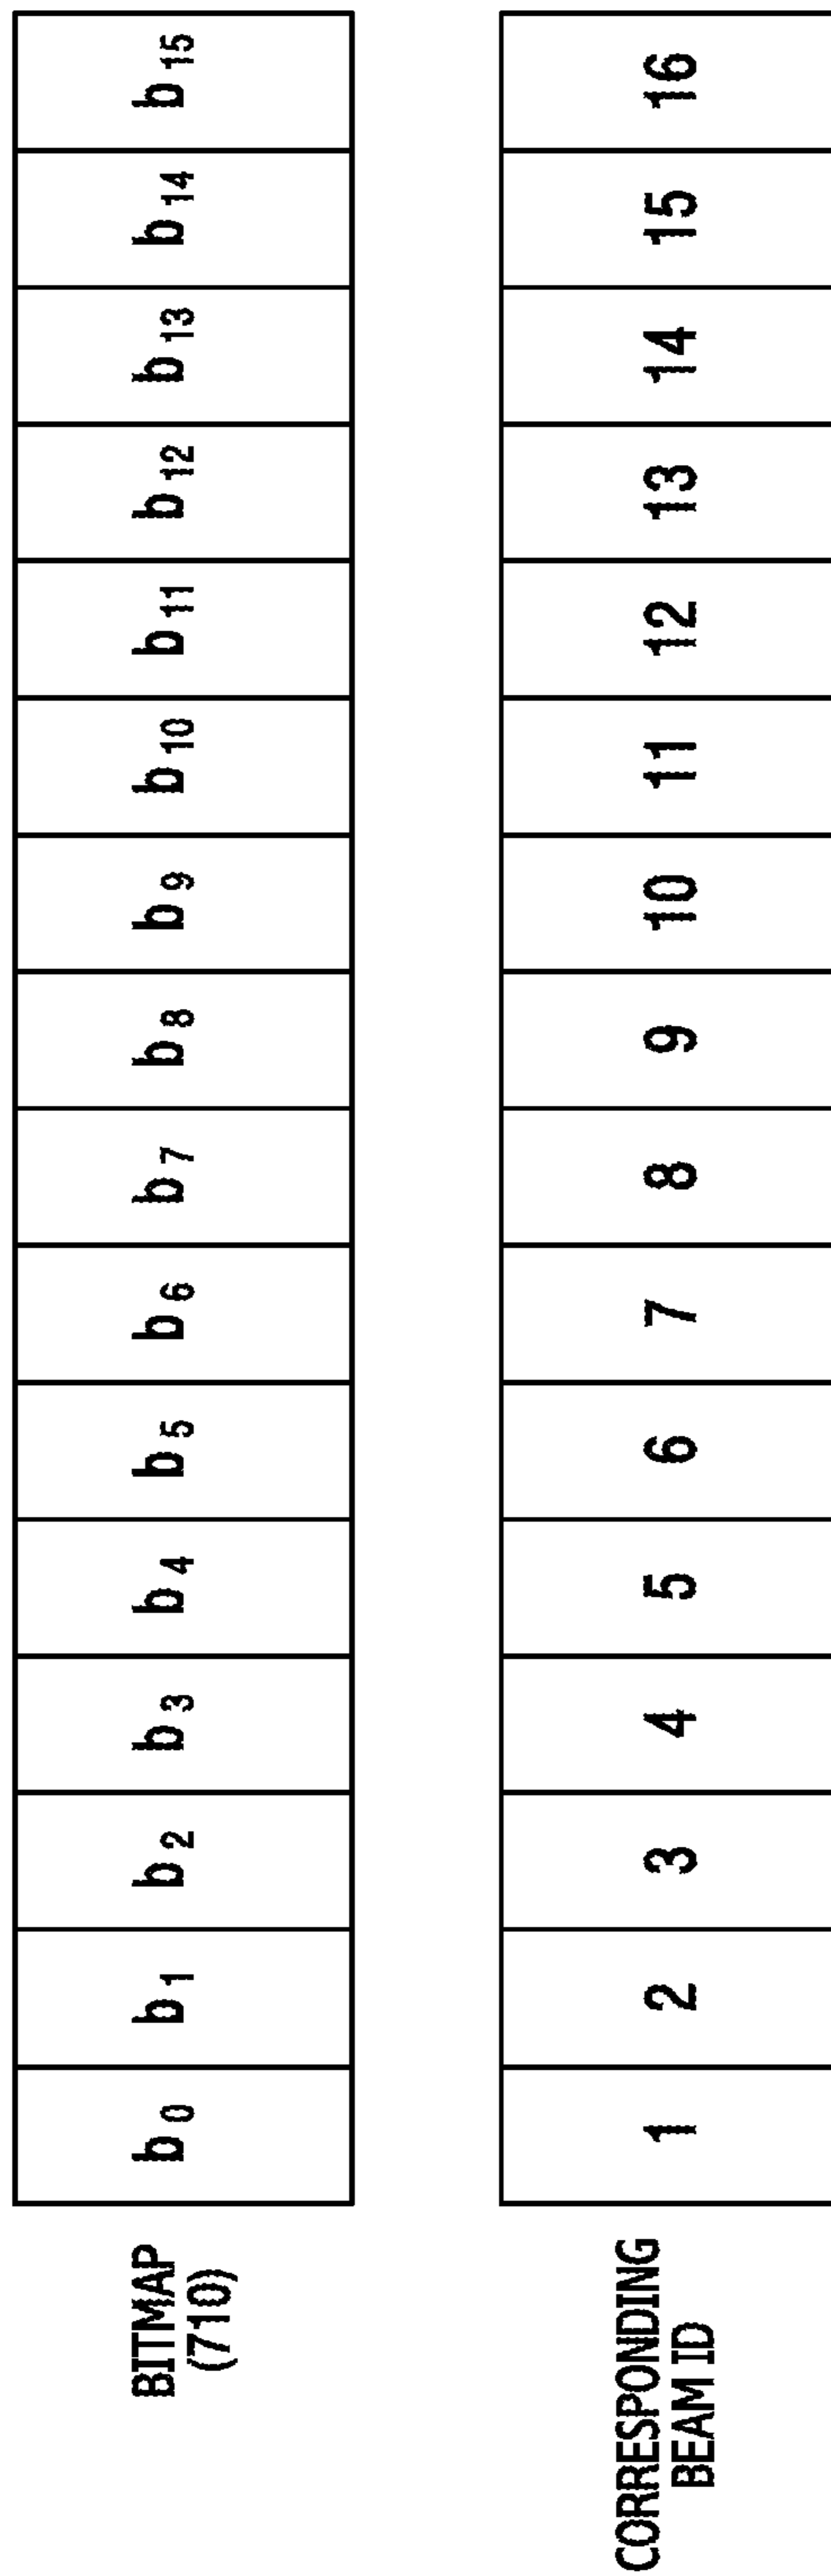 BITMAP
(710)
b0 b1 b2 b3 b4 b5 b6 b7 b8 b9 b10 b11 b12 b13 b14 b15
CORRESPONDING
BEAM ID
1 2 3 4 5 6 7 8 9 10 11 12 13 14 15 16